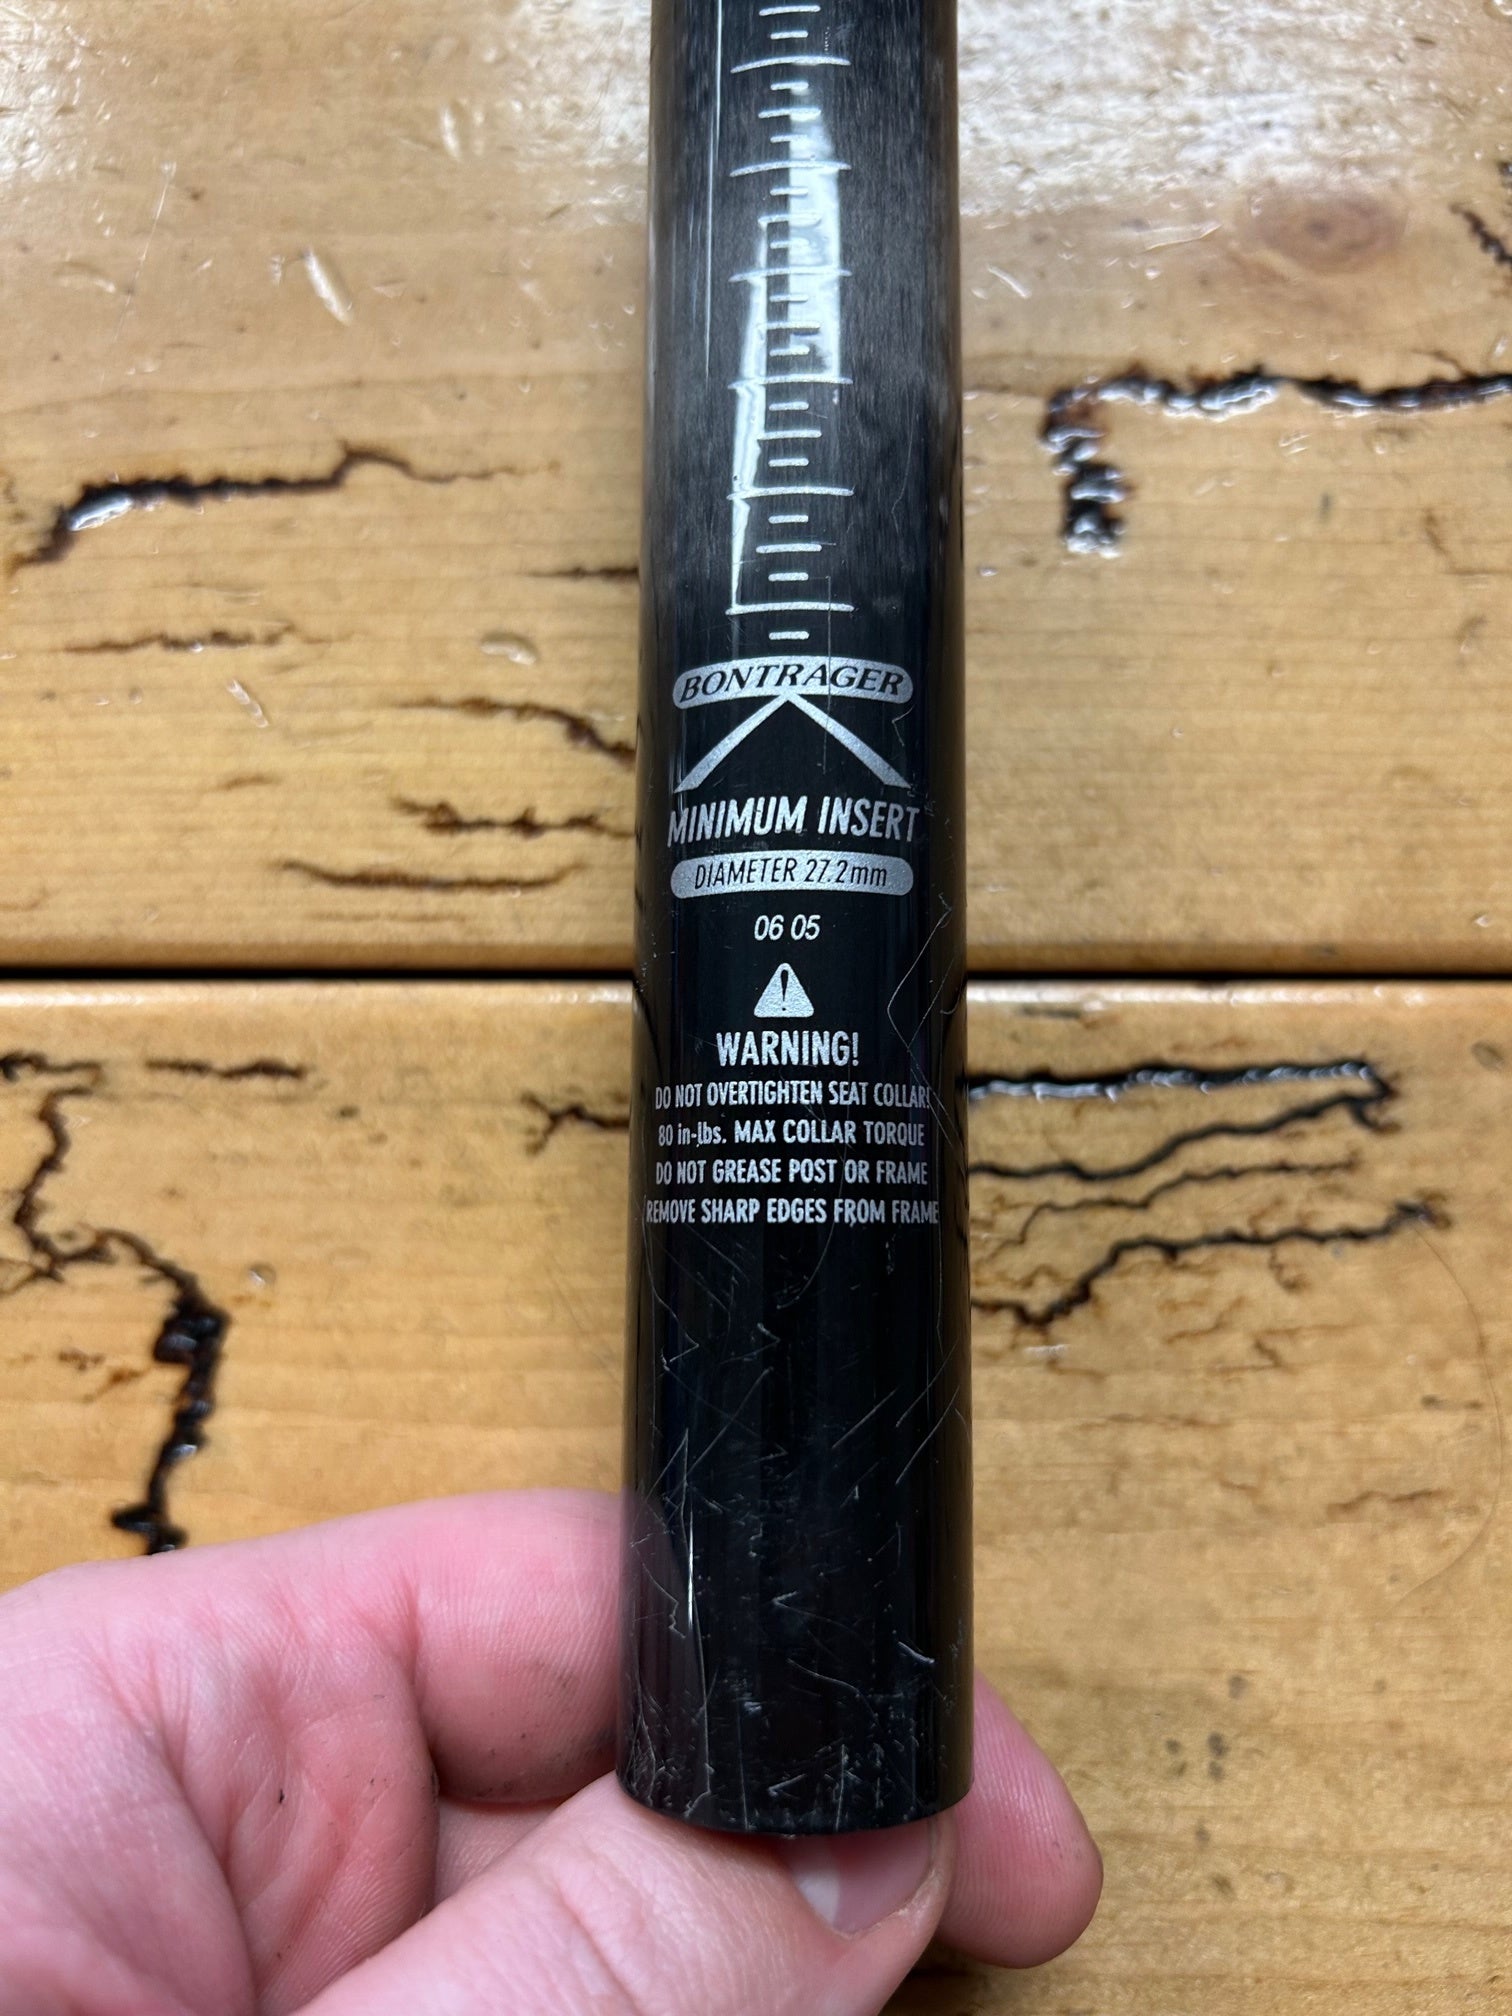 BONTRAGER
MINIMUM INSERT
DIAMETER 27.2mm
06 05
WARNING!
DO NOT OVERTIGHTEN SEAT COLLAR!
80 in-lbs. MAX COLLAR TORQUE
DO NOT GREASE POST OR FRAME
REMOVE SHARP EDGES FROM FRAME